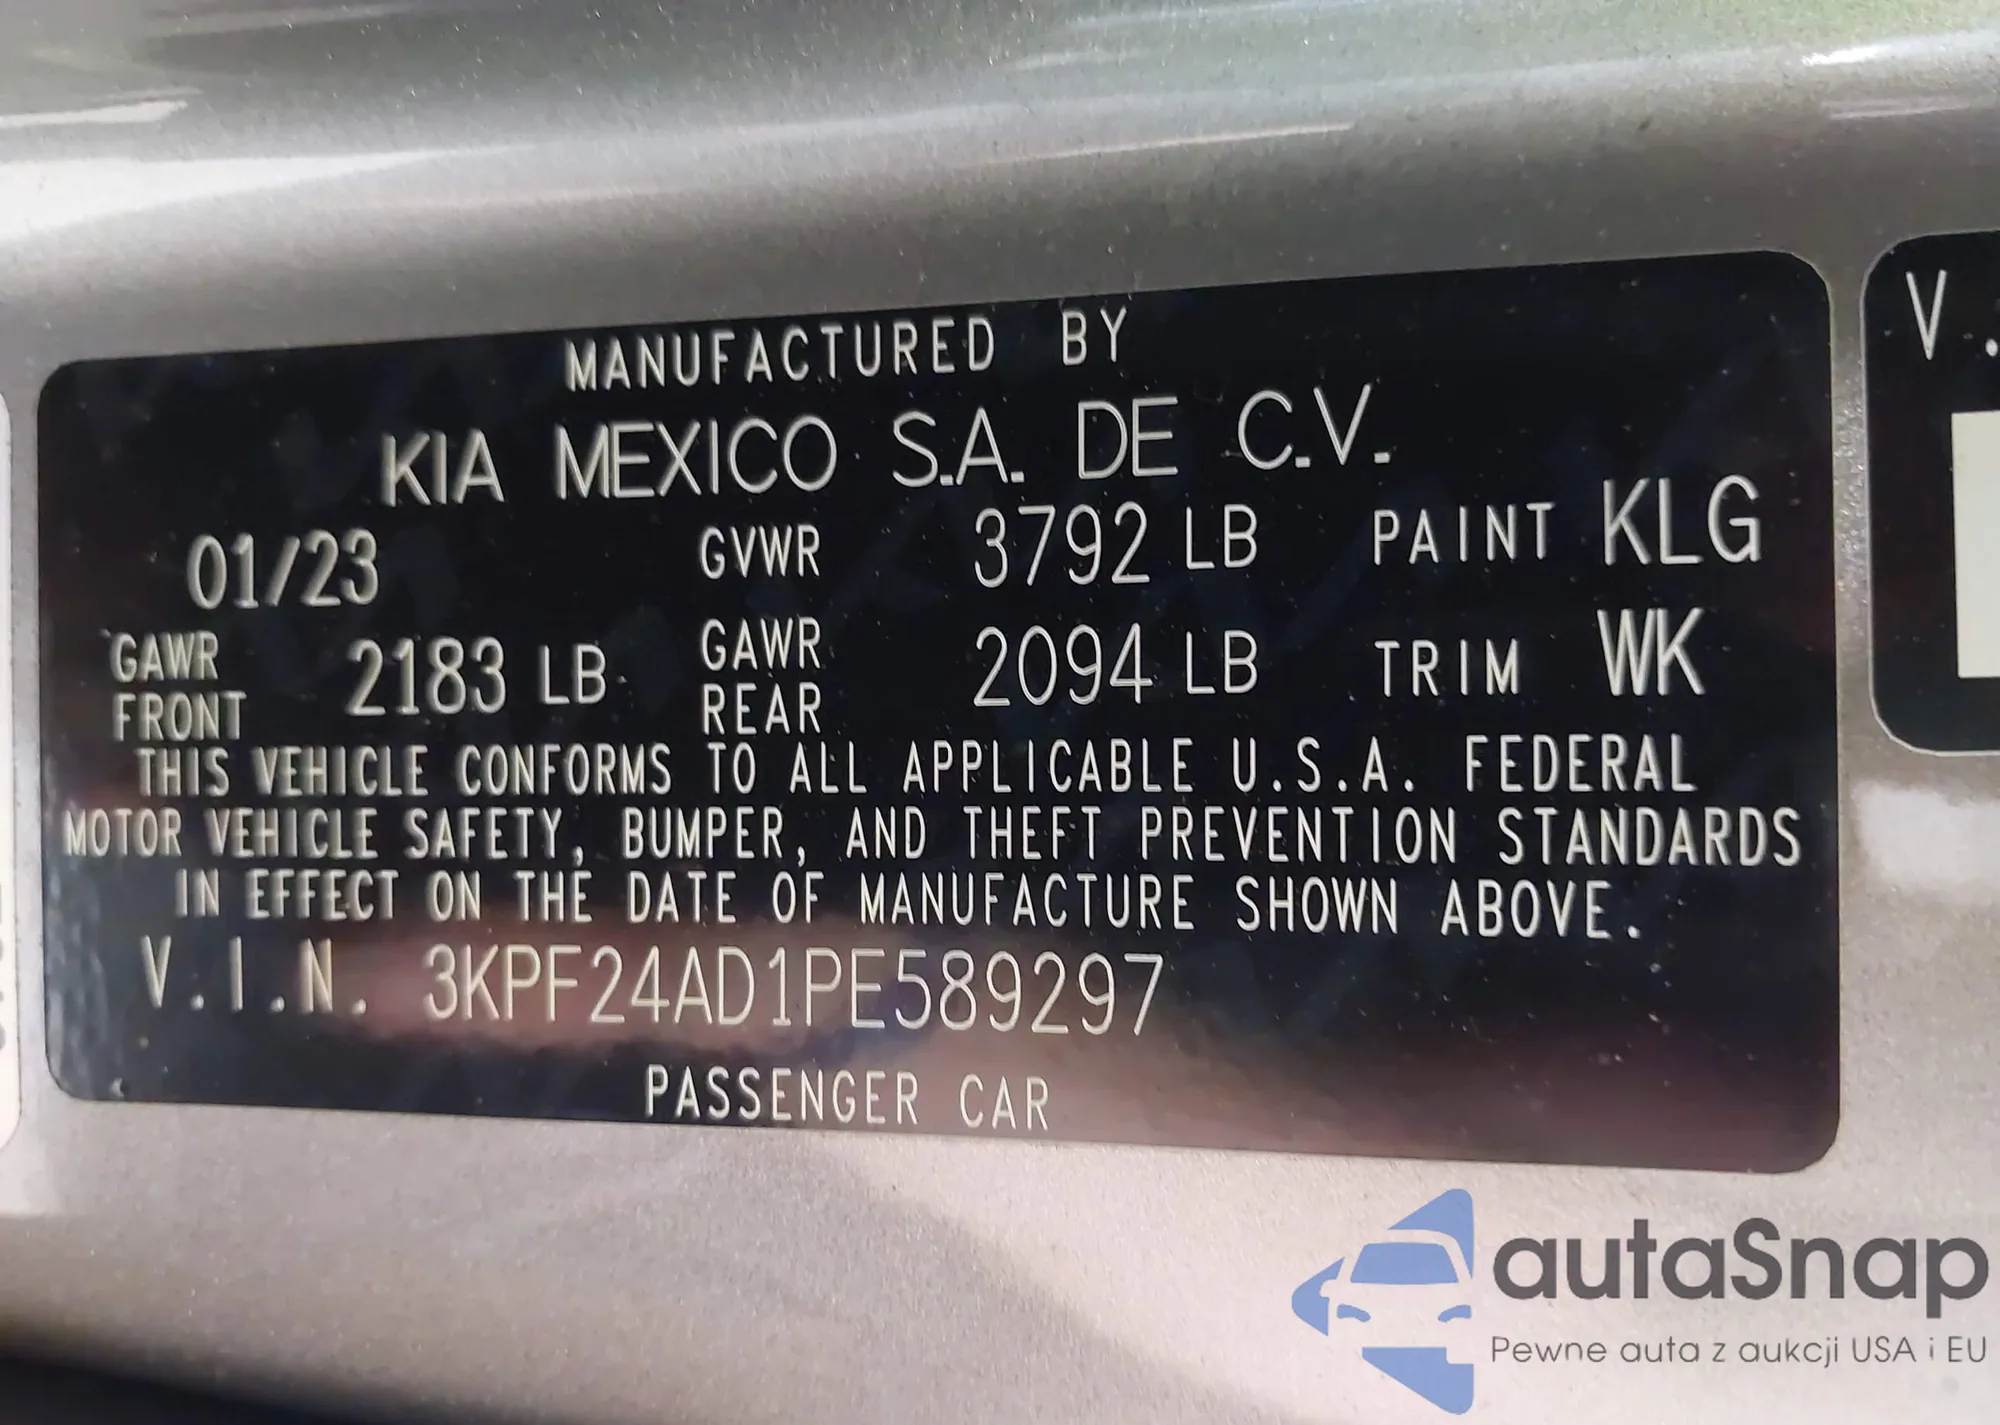 MANUFACTURED BY
KIA MEXICO S.A. DE C.V.
01/23 GVWR 3792 LB PAINT KLG
GAWR FRONT 2183 LB GAWR REAR 2094 LB TRIM WK
THIS VEHICLE CONFORMS TO ALL APPLICABLE U.S.A. FEDERAL
MOTOR VEHICLE SAFETY, BUMPER, AND THEFT PREVENTION STANDARDS
IN EFFECT ON THE DATE OF MANUFACTURE SHOWN ABOVE.
V.I.N. 3KPF24AD1PE589297
PASSENGER CAR
V.
autaSnap
Pewne auta z aukcji USA i EU